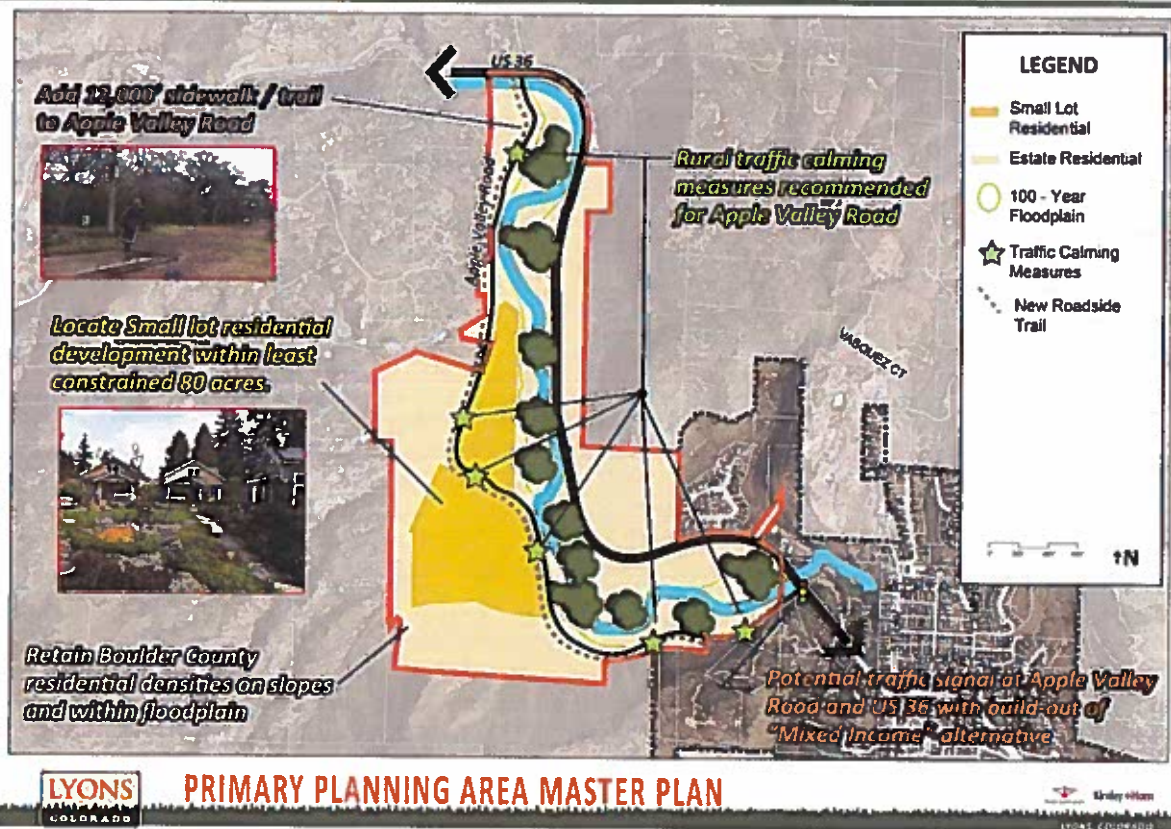 US 36
Add 12,000' sidewalk / trail
to Apple Valley Road
Apple Valley Road
Rural traffic calming
measures recommended
for Apple Valley Road
Locate Small lot residential
development within least
constrained 80 acres.
VASQUEZ CT
Retain Boulder County
residential densities on slopes
and within floodplain
Potential traffic signal at Apple Valley
Road and US 36 with build-out of
"Mixed Income" alternative
LEGEND
Small Lot
Residential
Estate Residential
100 - Year
Floodplain
Traffic Calming
Measures
New Roadside
Trail
N
LYONS
COLORADO
PRIMARY PLANNING AREA MASTER PLAN
Kimley»Horn
LYONS, COLORADO